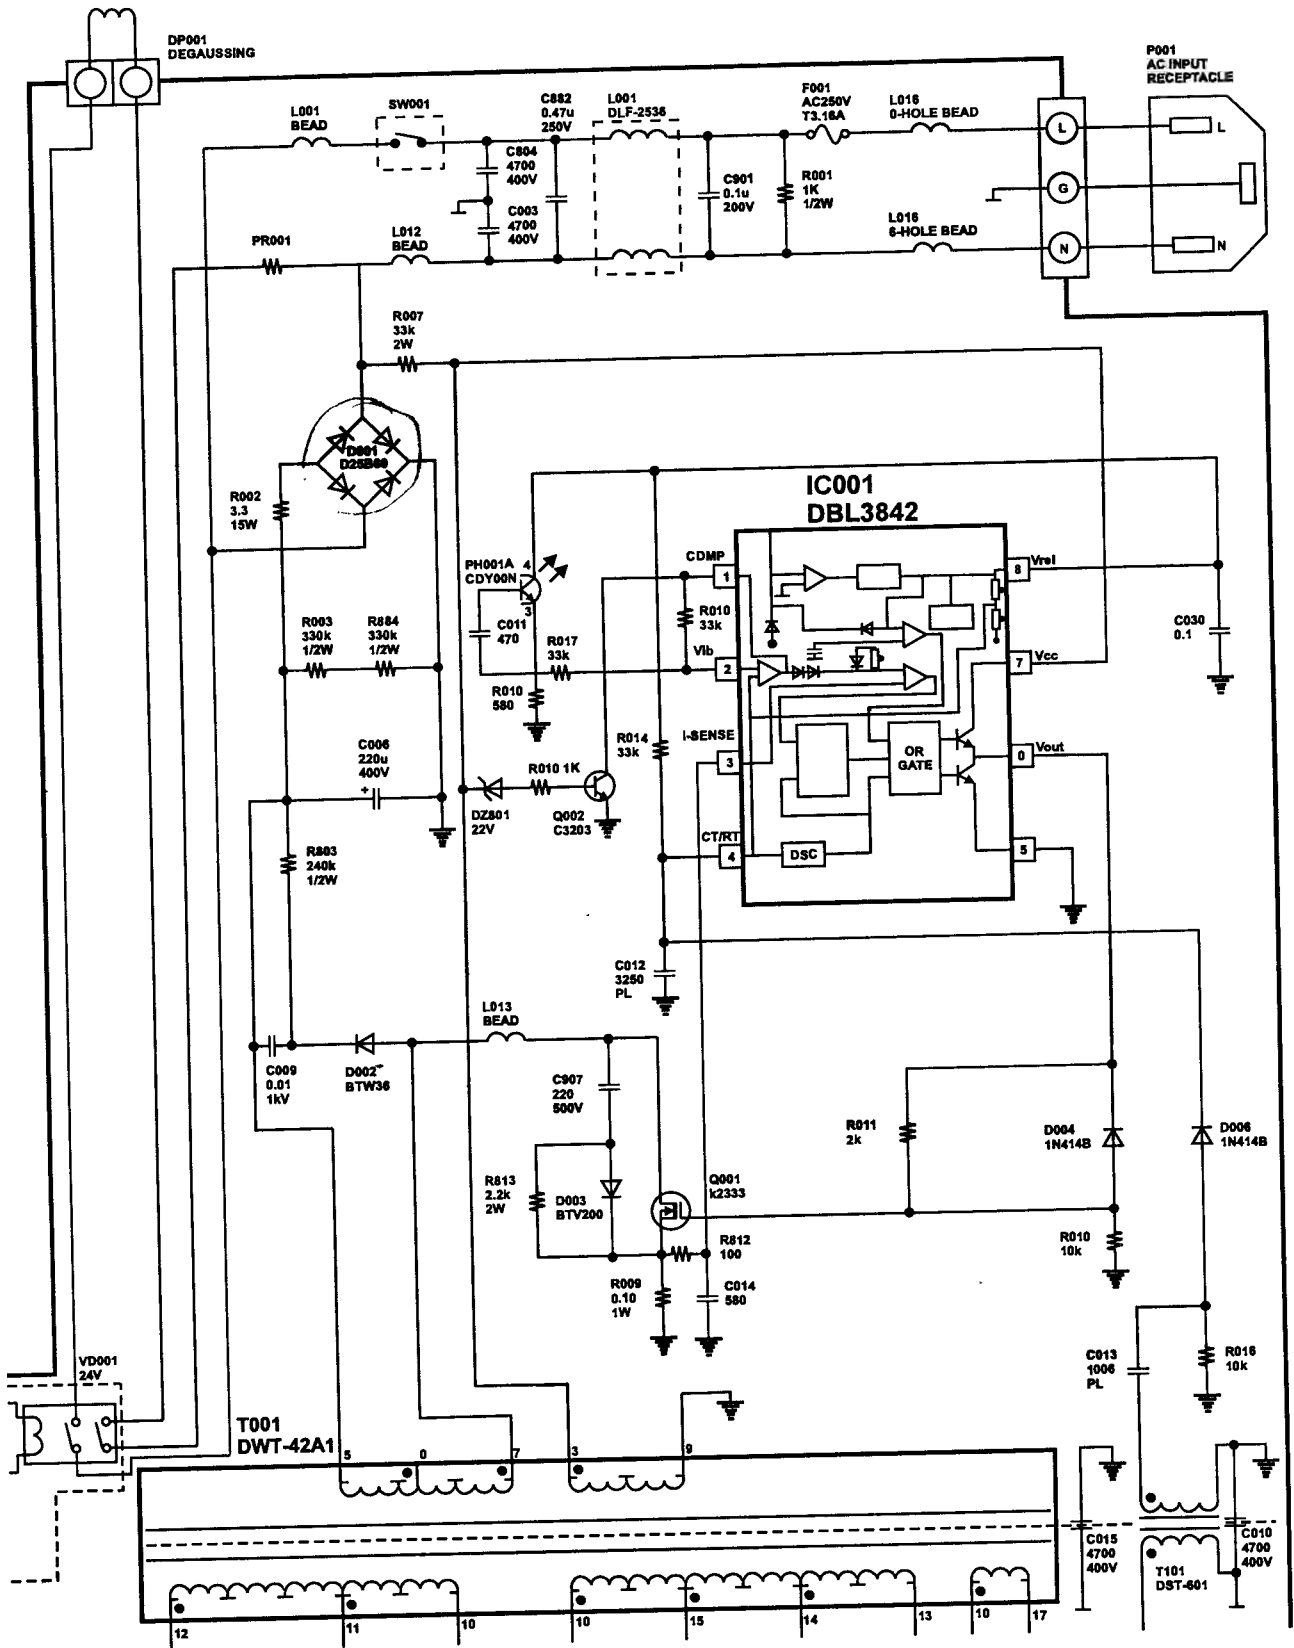 DP001
DEGAUSSING
P001
AC INPUT
RECEPTACLE
L001
BEAD
SW001
C882
0.47u
250V
L001
DLF-2536
F001
AC250V
T3.16A
L016
0-HOLE BEAD
L
L
C804
4700
400V
C901
0.1u
200V
R001
1K
1/2W
G
C003
4700
400V
PR001
L012
BEAD
L016
6-HOLE BEAD
N
N
R007
33k
2W
D001
D25B60
R002
3.3
15W
IC001
DBL3842
PH001A
CDY00N
4
3
CDMP
1
8
Vrel
C011
470
R010
33k
C030
0.1
R003
330k
1/2W
R884
330k
1/2W
R017
33k
Vlb
2
7
Vcc
R010
580
R014
33k
I-SENSE
3
OR
GATE
0
Vout
C006
220u
400V
+
R010 1K
DZ801
22V
Q002
C3203
CT/RT
4
DSC
5
R803
240k
1/2W
C012
3250
PL
L013
BEAD
C009
0.01
1kV
D002
BTW36
C907
220
500V
R011
2k
D004
1N414B
D006
1N414B
R813
2.2k
2W
D003
BTV200
Q001
k2333
R812
100
R010
10k
R009
0.10
1W
C014
580
VD001
24V
C013
1006
PL
R016
10k
T001
DWT-42A1
5
0
7
3
9
C015
4700
400V
T101
DST-601
C010
4700
400V
12
11
10
10
15
14
13
10
17